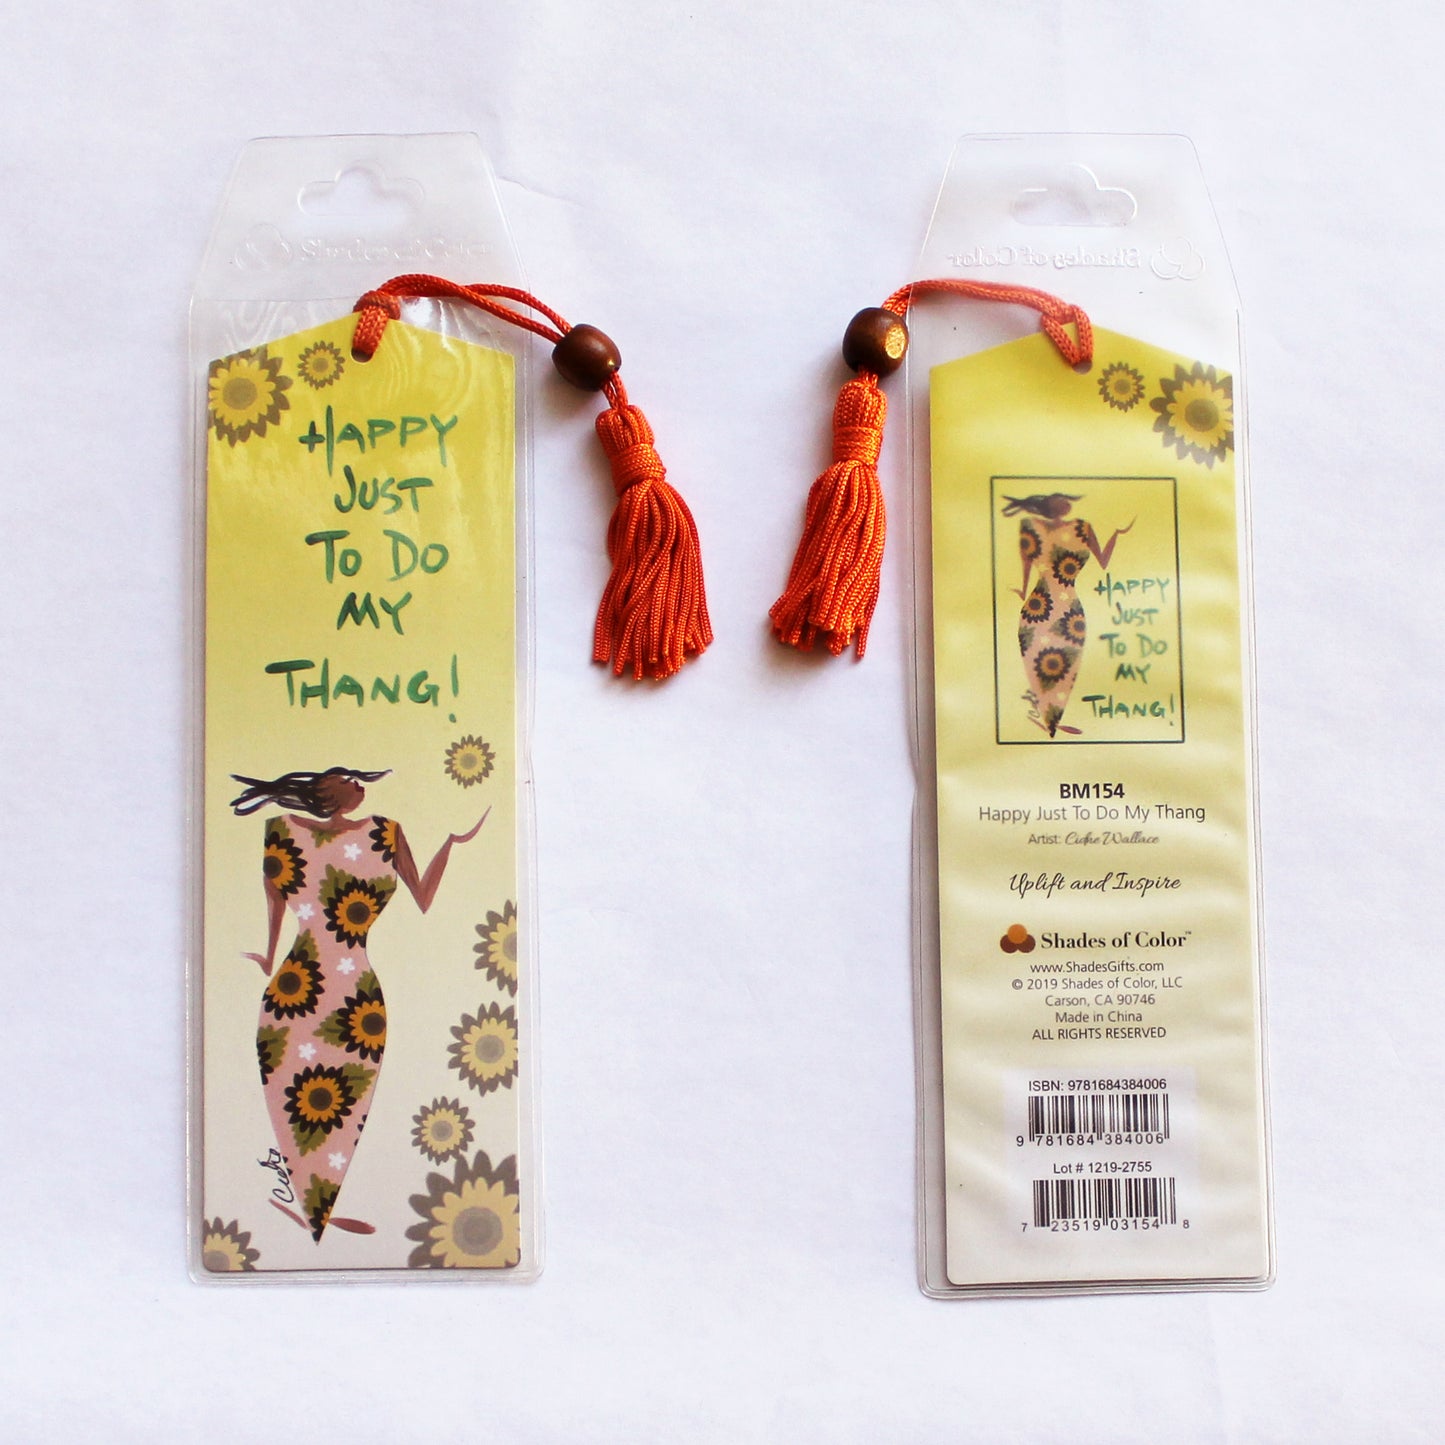 Shades of Color
HAPPY
JUST
TO DO
MY
THANG!
Cidne
Shades of Color
HAPPY
JUST
TO DO
MY
THANG!
Cidne
BM154
Happy Just To Do My Thang
Artist: Cidne Wallace
Uplift and Inspire
Shades of Color™
www.ShadesGifts.com
© 2019 Shades of Color, LLC
Carson, CA 90746
Made in China
ALL RIGHTS RESERVED
ISBN: 9781684384006
9 781684 384006
Lot # 1219-2755
7 23519 03154 8